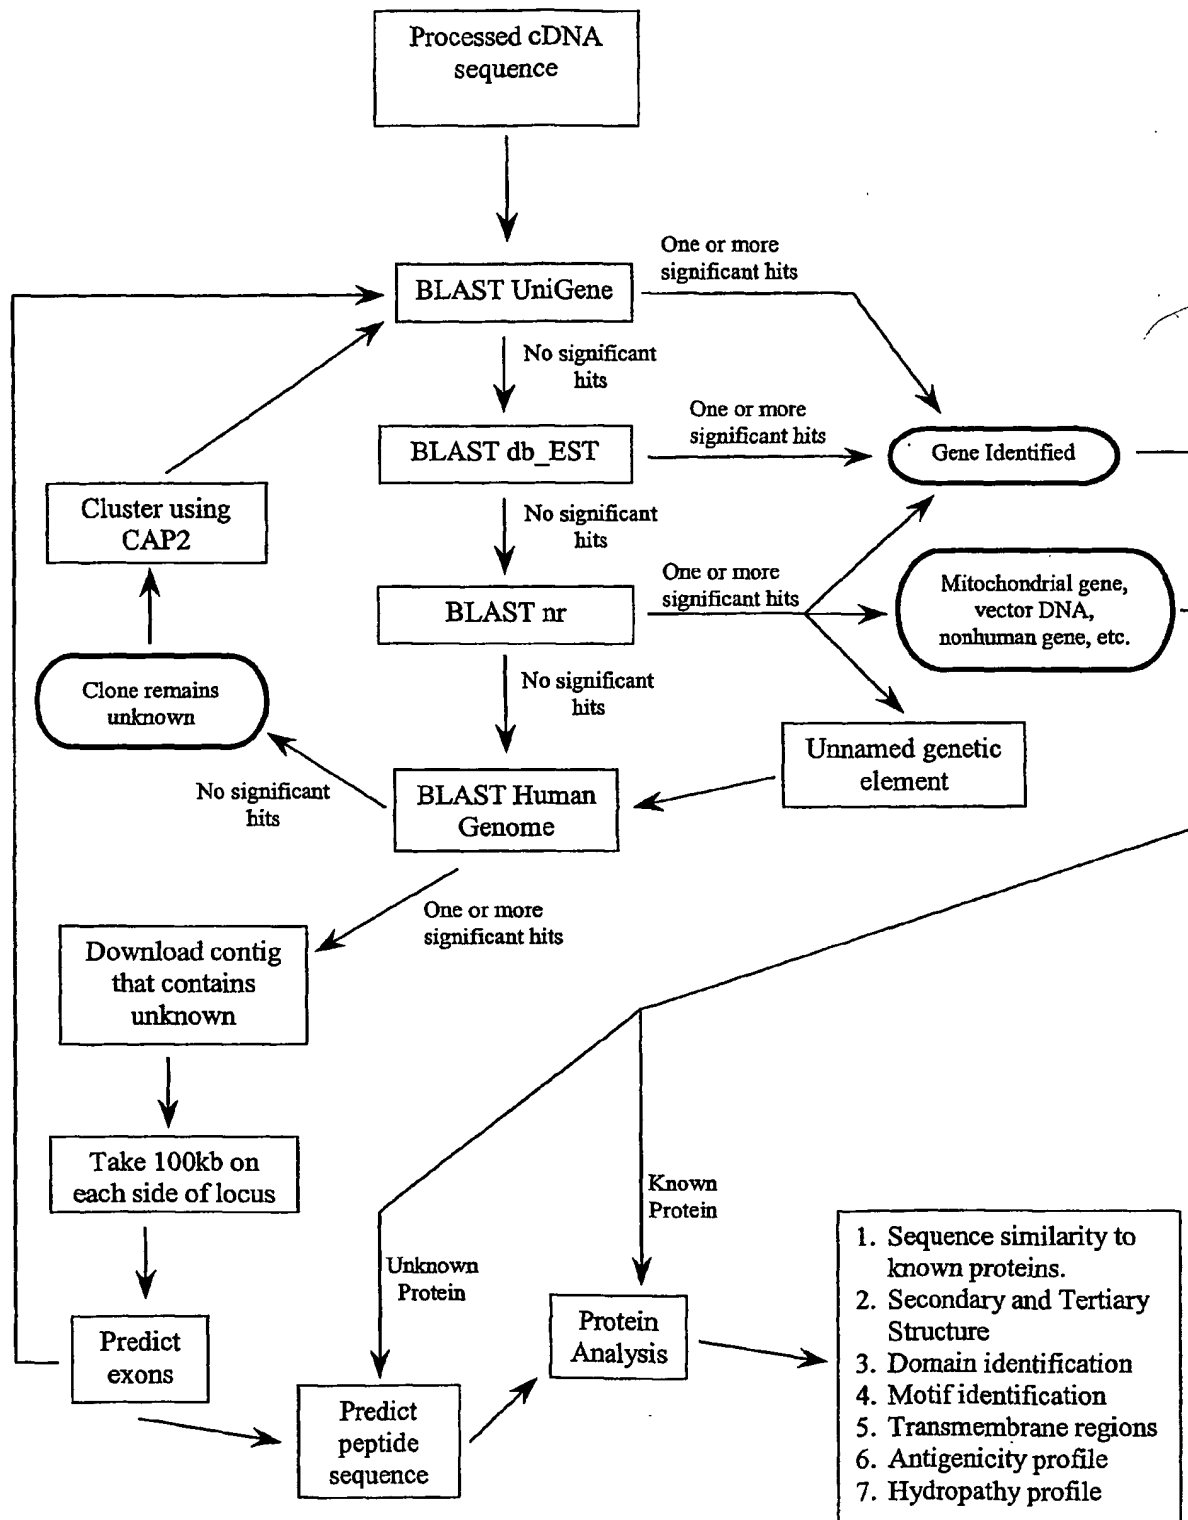 Processed cDNA
sequence
One or more
significant hits
BLAST UniGene
No significant
hits
One or more
significant hits
BLAST db_EST
Gene Identified
Cluster using
CAP2
No significant
hits
One or more
significant hits
Mitochondrial gene,
vector DNA,
nonhuman gene, etc.
BLAST nr
Clone remains
unknown
No significant
hits
Unnamed genetic
element
No significant
hits
BLAST Human
Genome
One or more
significant hits
Download contig
that contains
unknown
Take 100kb on
each side of locus
Known
Protein
Unknown
Protein
Predict
exons
Protein
Analysis
Predict
peptide
sequence
1. Sequence similarity to
known proteins.
2. Secondary and Tertiary
Structure
3. Domain identification
4. Motif identification
5. Transmembrane regions
6. Antigenicity profile
7. Hydropathy profile